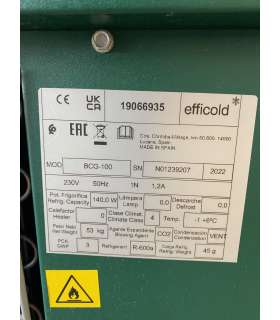 CE UK CA 19066935 efficold*
EAC Ctra. Córdoba-Málaga, km 80,800. 14900
Lucena, Spain.
MADE IN SPAIN
MOD. BCG-100 SN N01239207 2022
230V 50Hz 1N 1,2A
Pot. Frigorífica Refrig. Capacity 140,0 W Lámpara Lamp 0,0 Descarche Defrost 0,0
Calefactor Heater 0 Clase Climat. Climate Class 4 Temp. -1 +8ºC
Peso Neto Net Weight 53 kg Agente Expandente Blowing Agent CO2 Condensación Condensation VENT
PCA GWP 3 Refrigerant R-600a Carga Refrig. Refrig. Weight 45 g